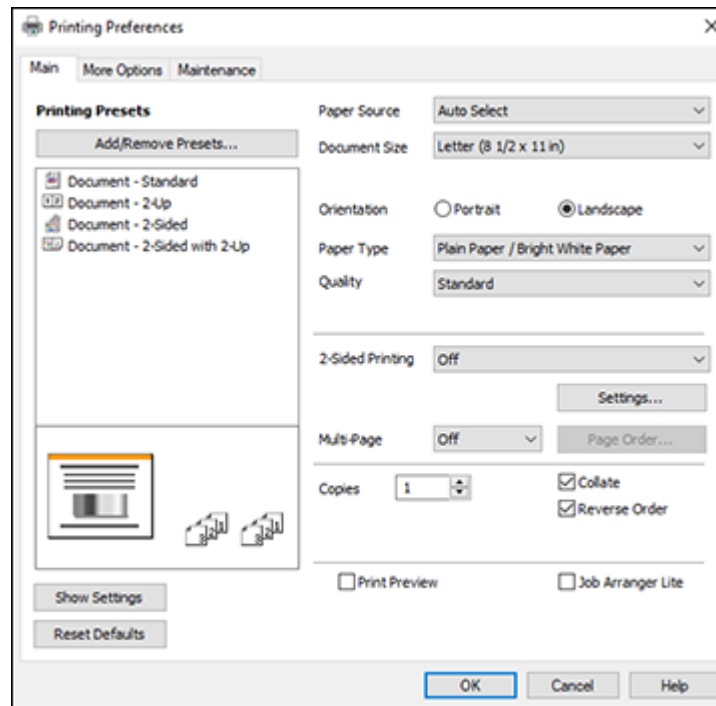 Printing Preferences
Main
More Options
Maintenance
Printing Presets
Add/Remove Presets...
Document - Standard
Document - 2-Up
Document - 2-Sided
Document - 2-Sided with 2-Up
Show Settings
Reset Defaults
Paper Source
Auto Select
Document Size
Letter (8 1/2 x 11 in)
Orientation
Portrait
Landscape
Paper Type
Plain Paper / Bright White Paper
Quality
Standard
2-Sided Printing
Off
Settings...
Multi-Page
Off
Page Order...
Copies
1
Collate
Reverse Order
Print Preview
Job Arranger Lite
OK
Cancel
Help